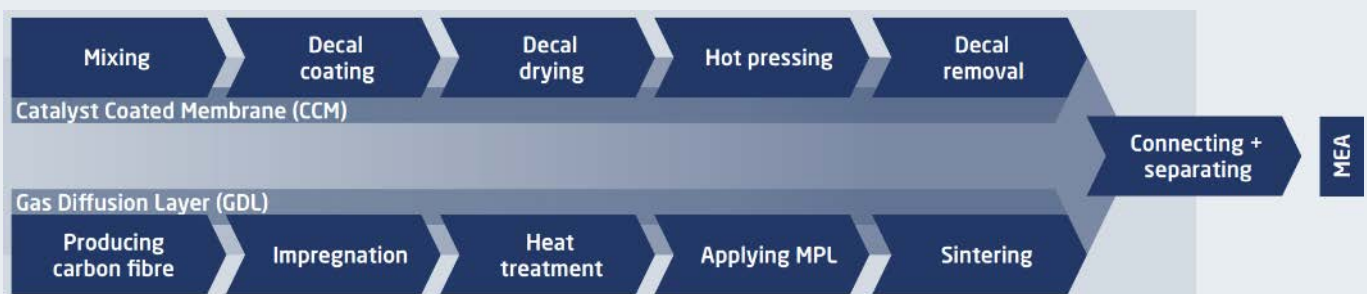 Mixing
Decal
coating
Decal
drying
Hot pressing
Decal
removal
Catalyst Coated Membrane (CCM)
Connecting +
separating
MEA
Gas Diffusion Layer (GDL)
Producing
carbon fibre
Impregnation
Heat
treatment
Applying MPL
Sintering